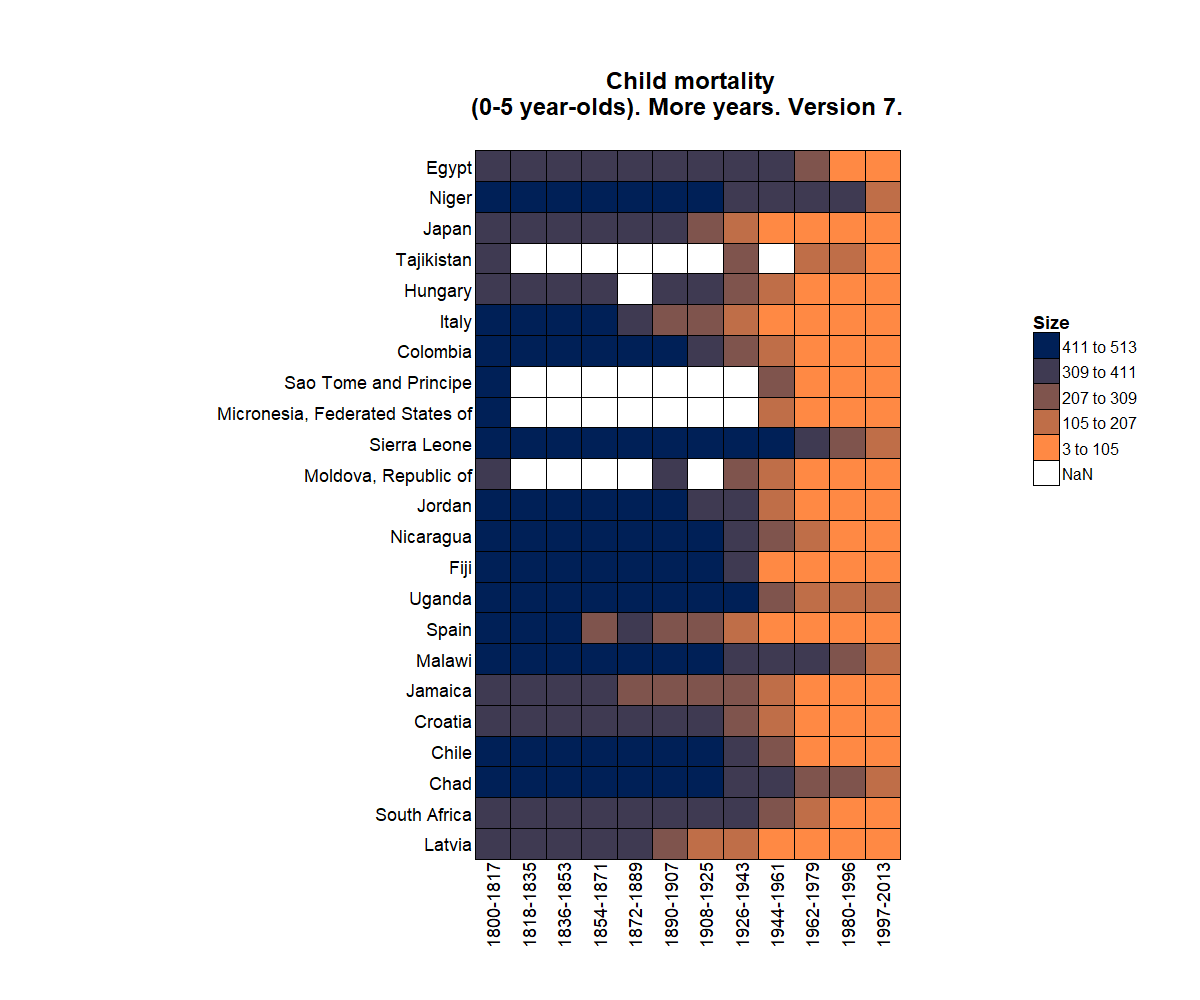 Child mortality
(0-5 year-olds). More years. Version 7.
Egypt
Niger
Japan
Tajikistan
Hungary
Italy
Colombia
Sao Tome and Principe
Micronesia, Federated States of
Sierra Leone
Moldova, Republic of
Jordan
Nicaragua
Fiji
Uganda
Spain
Malawi
Jamaica
Croatia
Chile
Chad
South Africa
Latvia
1800-1817
1818-1835
1836-1853
1854-1871
1872-1889
1890-1907
1908-1925
1926-1943
1944-1961
1962-1979
1980-1996
1997-2013
Size
411 to 513
309 to 411
207 to 309
105 to 207
3 to 105
NaN